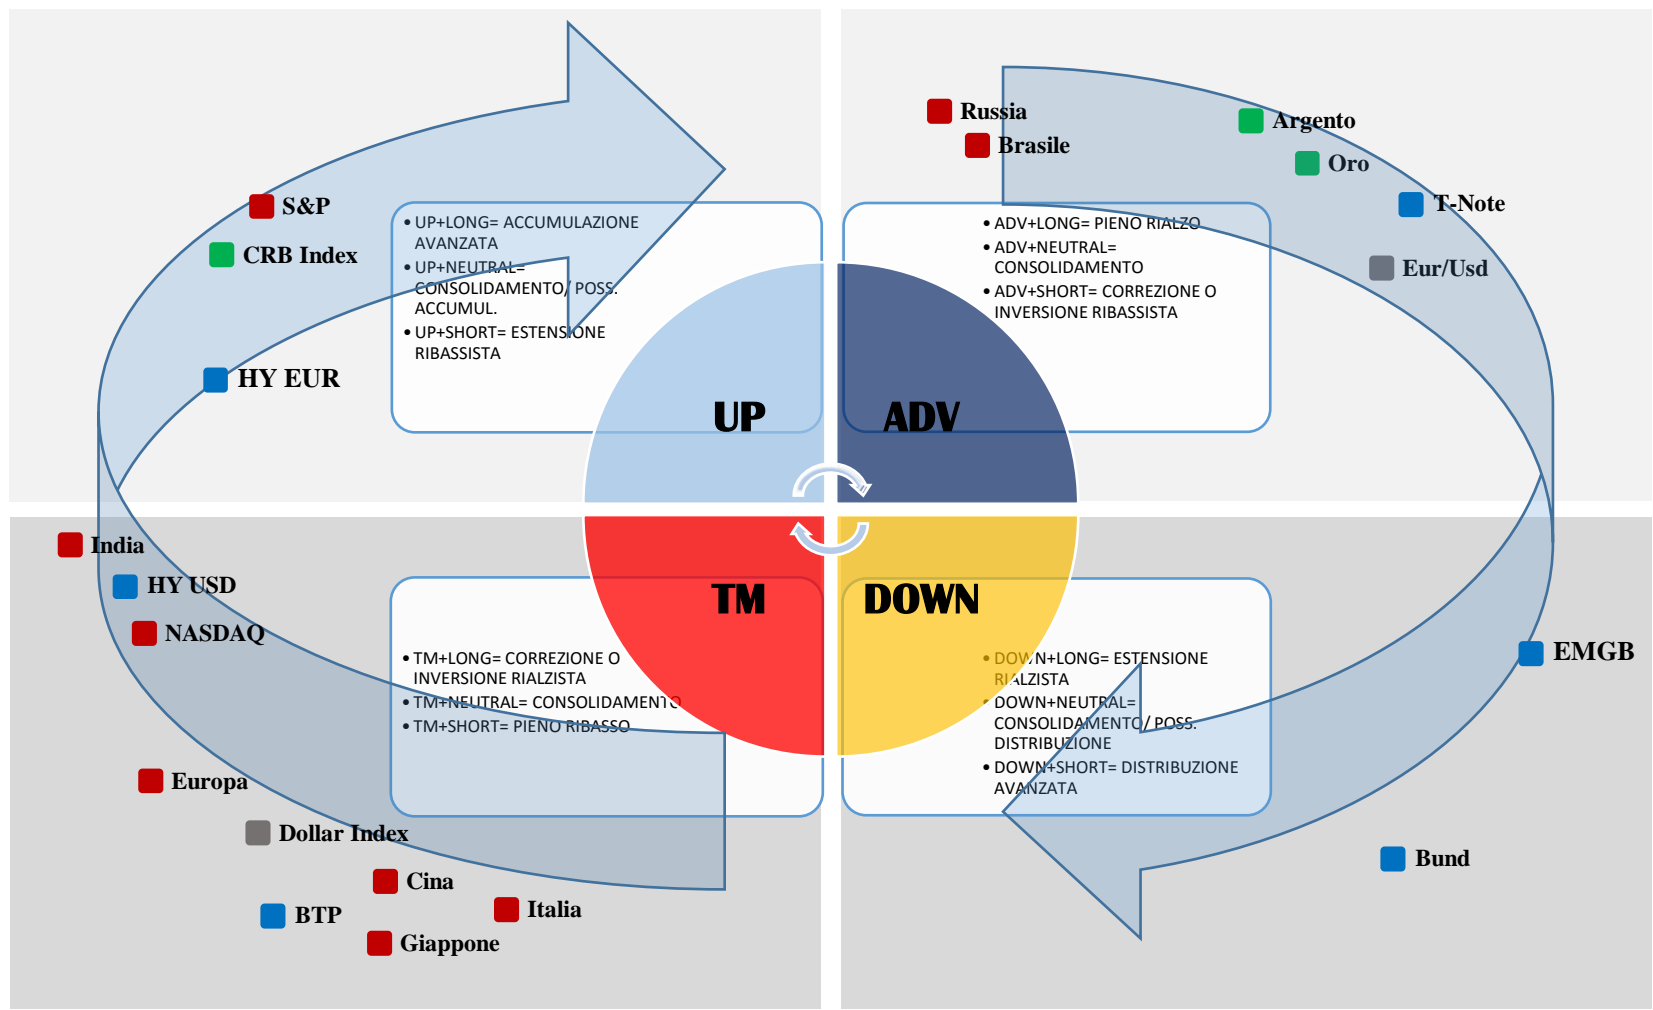 S&P
CRB Index
HY EUR
• UP+LONG= ACCUMULAZIONE
AVANZATA
• UP+NEUTRAL=
CONSOLIDAMENTO/ POSS.
ACCUMUL.
• UP+SHORT= ESTENSIONE
RIBASSISTA
UP
Russia
Brasile
Argento
Oro
T-Note
Eur/Usd
• ADV+LONG= PIENO RIALZO
• ADV+NEUTRAL=
CONSOLIDAMENTO
• ADV+SHORT= CORREZIONE O
INVERSIONE RIBASSISTA
ADV
India
HY USD
NASDAQ
TM
• TM+LONG= CORREZIONE O
INVERSIONE RIALZISTA
• TM+NEUTRAL= CONSOLIDAMENTO
• TM+SHORT= PIENO RIBASSO
Europa
Dollar Index
Cina
BTP
Italia
Giappone
DOWN
• DOWN+LONG= ESTENSIONE
RIALZISTA
• DOWN+NEUTRAL=
CONSOLIDAMENTO/ POSS.
DISTRIBUZIONE
• DOWN+SHORT= DISTRIBUZIONE
AVANZATA
EMGB
Bund